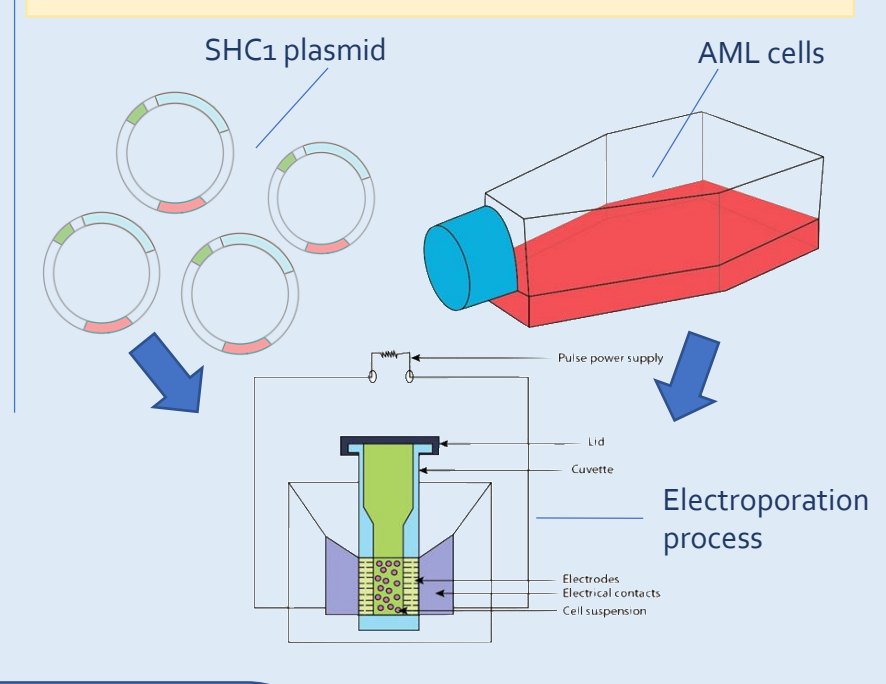 SHC1 plasmid
AML cells
Pulse power supply
Lid
Cuvette
Electroporation
process
Electrodes
Electrical contacts
Cell suspension